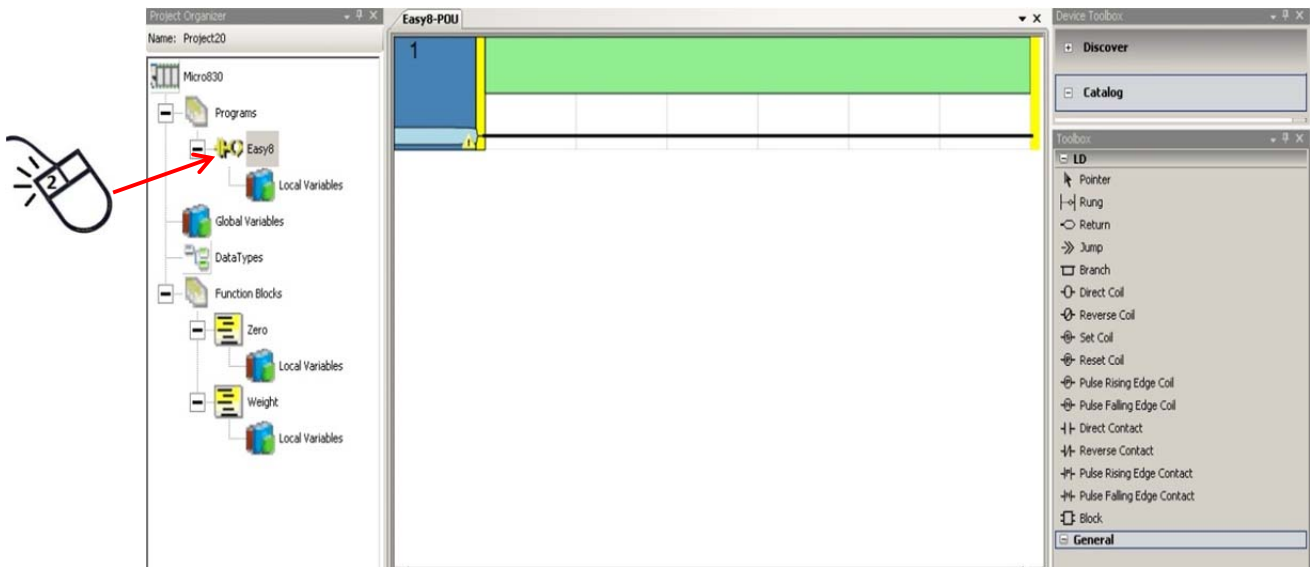 Project Organizer
Name: Project20
Micro830
Programs
Easy8
Local Variables
Global Variables
DataTypes
Function Blocks
Zero
Local Variables
Weight
Local Variables
2
Easy8-POU
1
Device Toolbox
Discover
Catalog
Toolbox
LD
Pointer
Rung
Return
Jump
Branch
Direct Coil
Reverse Coil
Set Coil
Reset Coil
Pulse Rising Edge Coil
Pulse Falling Edge Coil
Direct Contact
Reverse Contact
Pulse Rising Edge Contact
Pulse Falling Edge Contact
Block
General